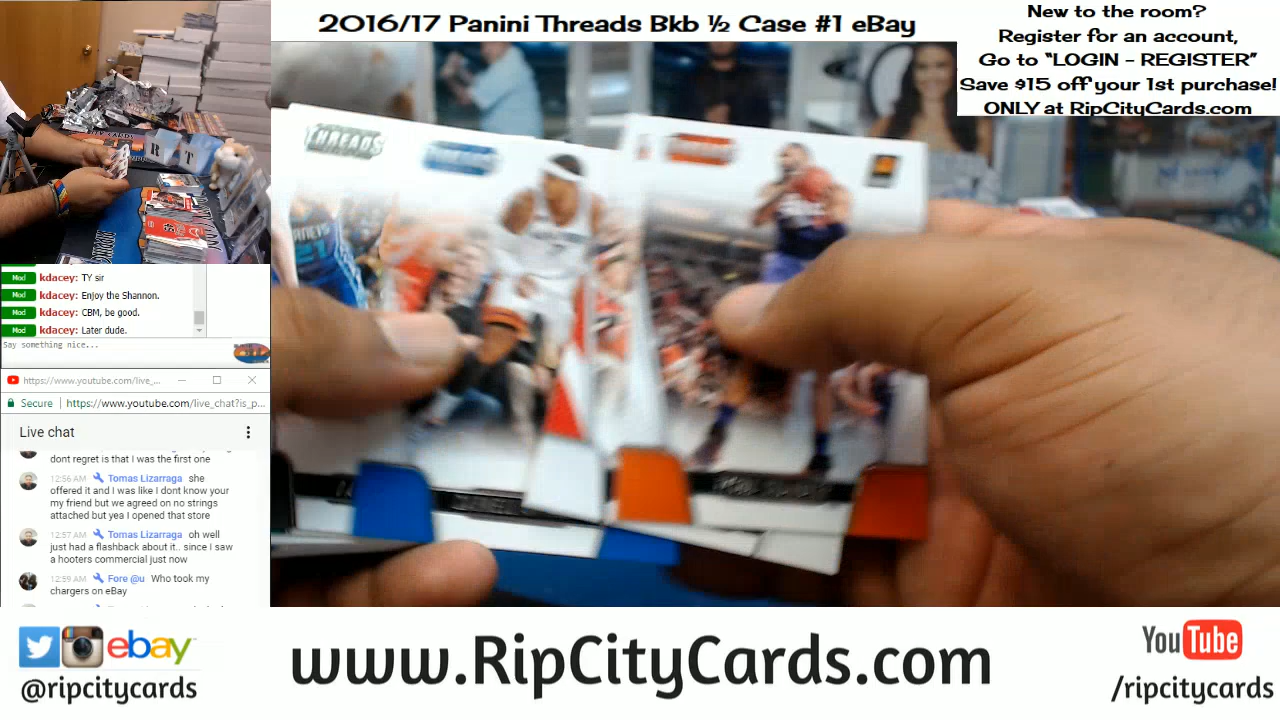 2016/17 Panini Threads Bkb ½ Case #1 eBay
New to the room?
Register for an account,
Go to “LOGIN - REGISTER”
Save $15 off your 1st purchase!
ONLY at RipCityCards.com
THREADS
R T
Mod kdacey: TY sir
Mod kdacey: Enjoy the Shannon.
Mod kdacey: CBM, be good.
Mod kdacey: Later dude.
Say something nice...
https://www.youtube.com/live_...
Secure https://www.youtube.com/live_chat?is_p...
Live chat
dont regret is that I was the first one
12:56 AM Tomas Lizarraga she
offered it and I was like I dont know your
my friend but we agreed on no strings
attached but yea I opened that store
12:57 AM Tomas Lizarraga oh well
just had a flashback about it.. since I saw
a hooters commercial just now
12:59 AM Fore @u Who took my
chargers on eBay
ebay
@ripcitycards
www.RipCityCards.com
YouTube
/ripcitycards